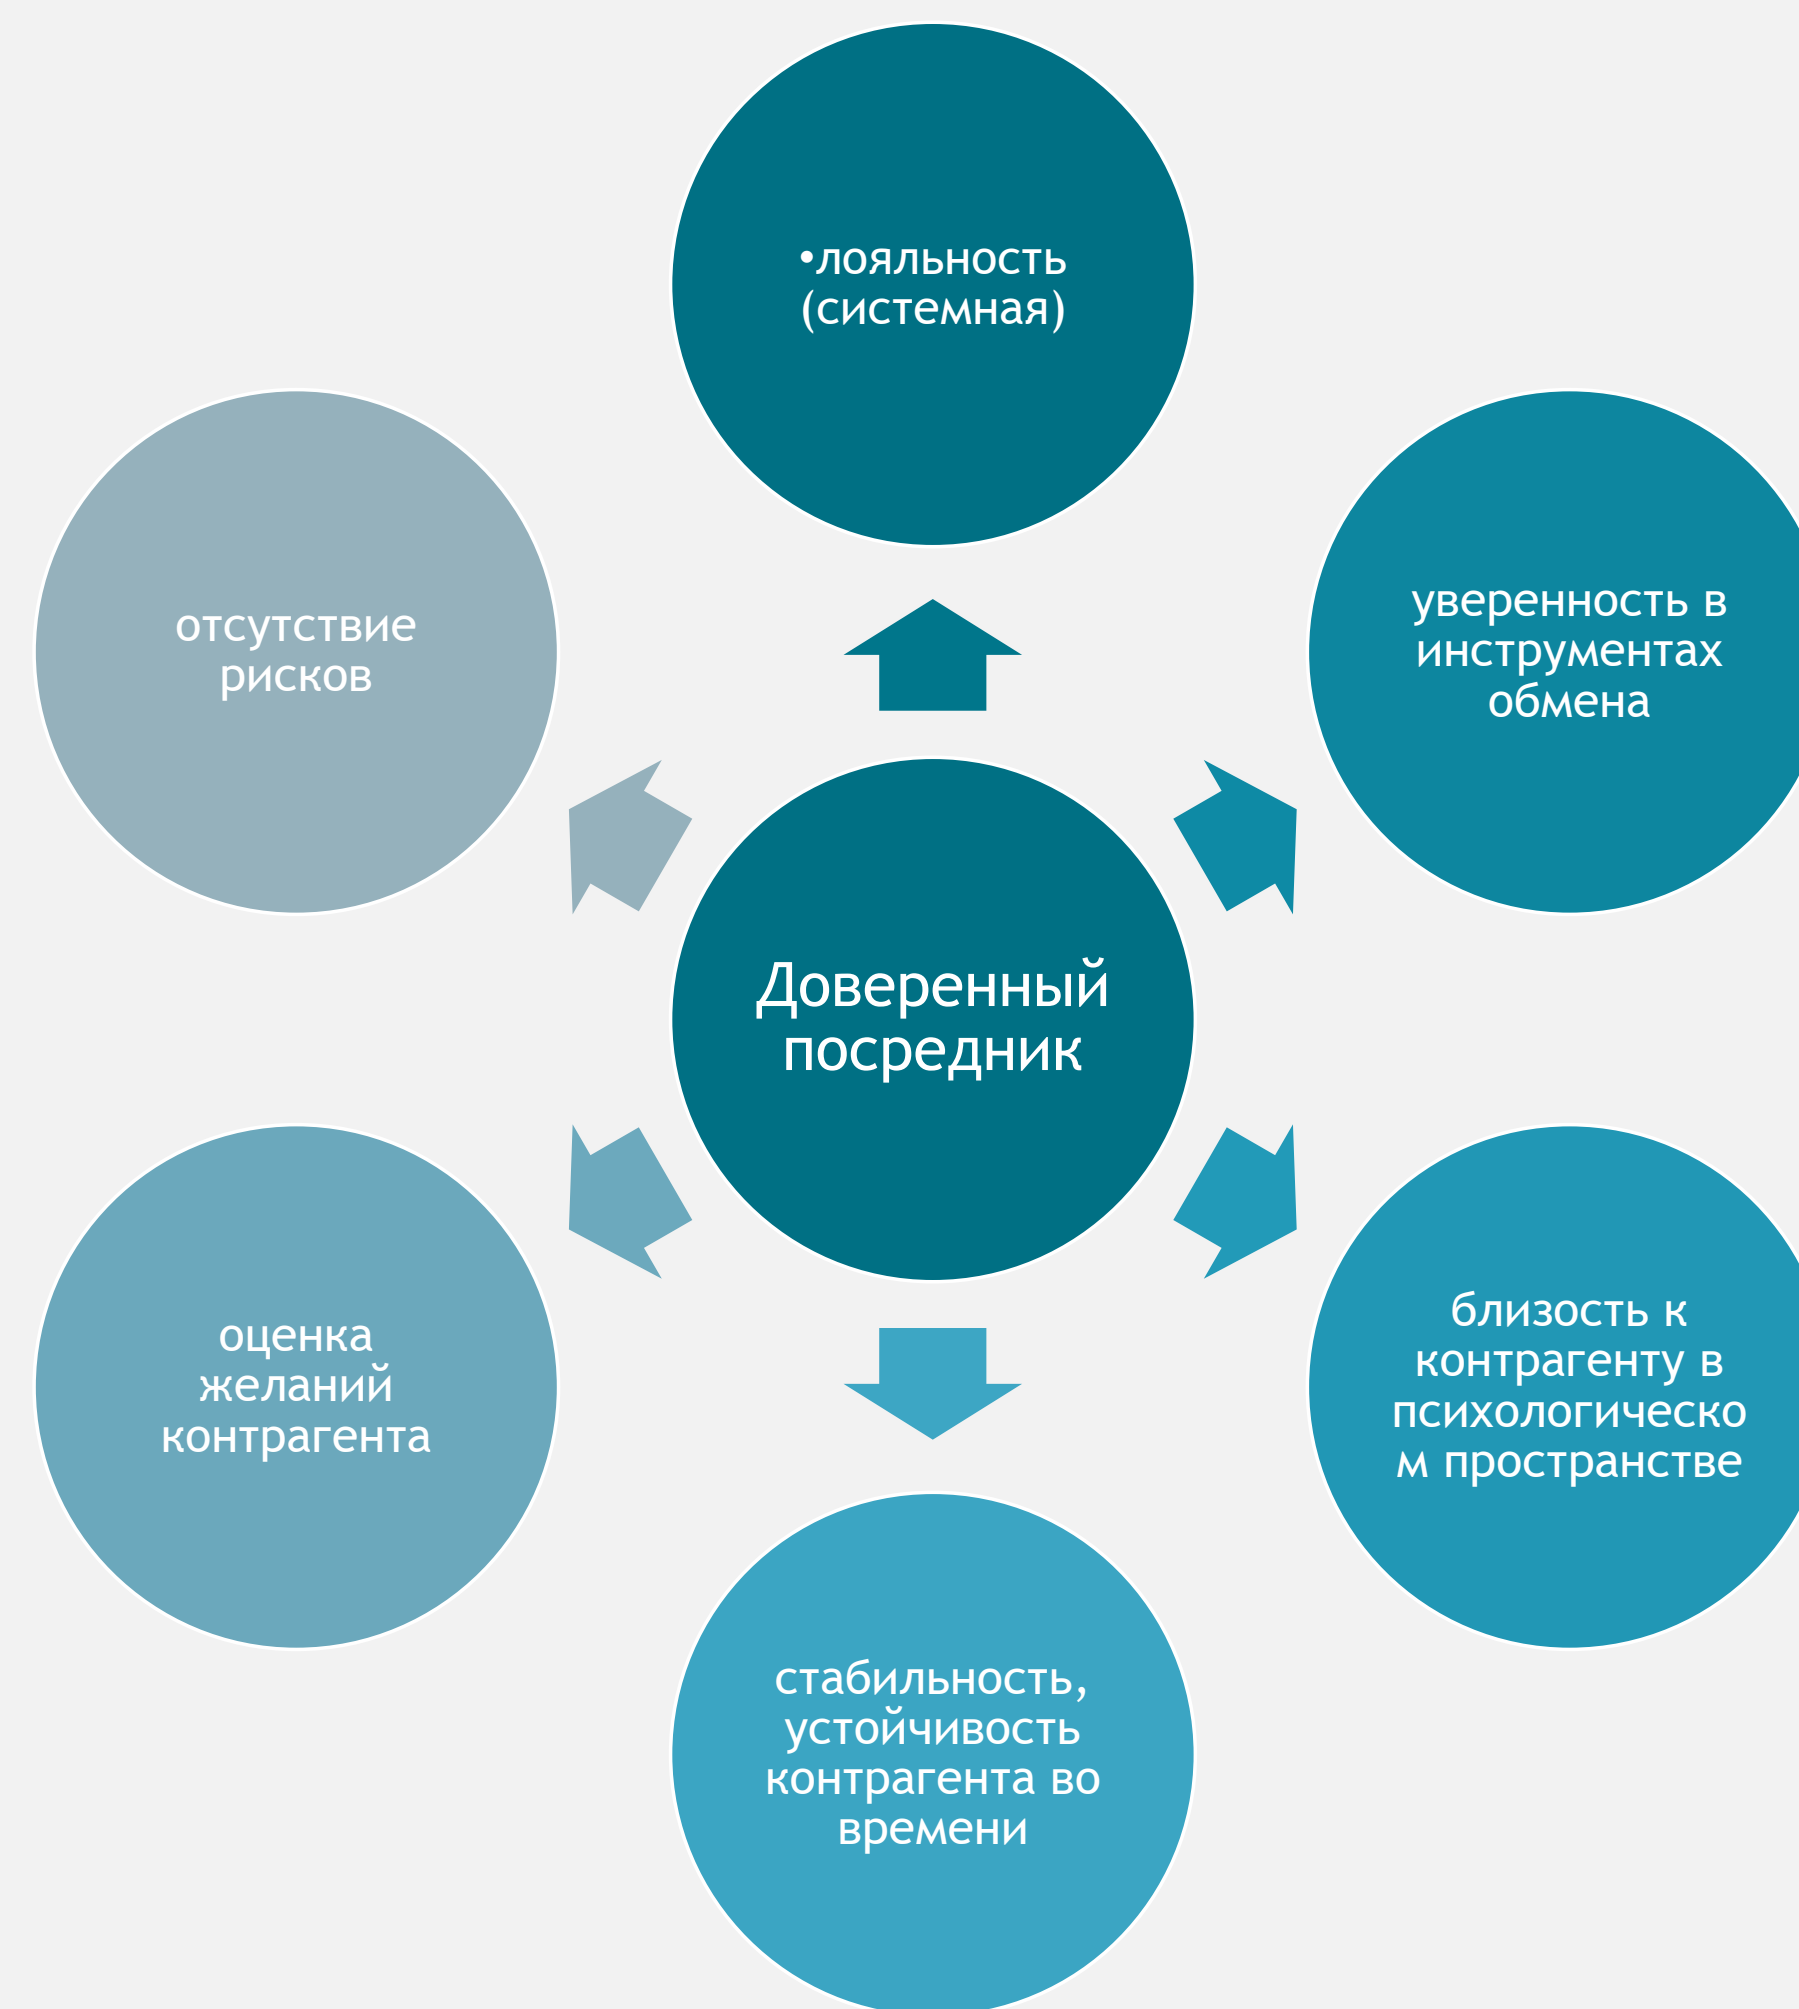 •лояльность
(системная)
уверенность в
инструментах
обмена
отсутствие
рисков
Доверенный
посредник
близость к
контрагенту в
психологическо
м пространстве
оценка
желаний
контрагента
стабильность,
устойчивость
контрагента во
времени